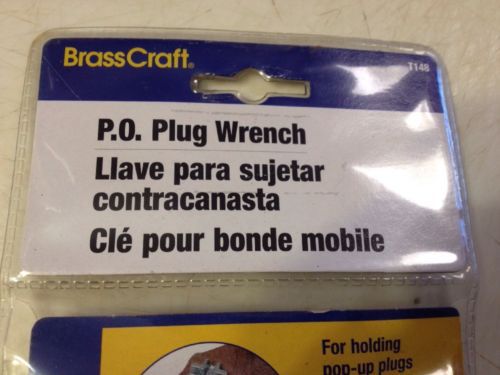 BrassCraft®
T148
P.O. Plug Wrench
Llave para sujetar
contracanasta
Clé pour bonde mobile
For holding
pop-up plugs